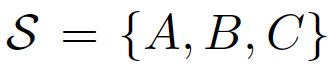 𝒮 = {A, B, C}